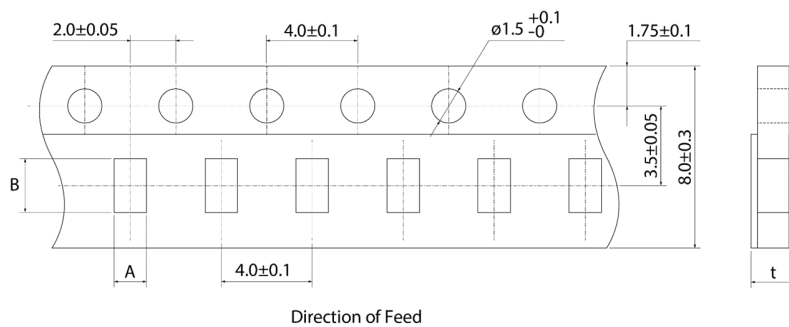 2.0±0.05
4.0±0.1
ø1.5 +0.1
-0
1.75±0.1
3.5±0.05
8.0±0.3
B
A
4.0±0.1
t
Direction of Feed